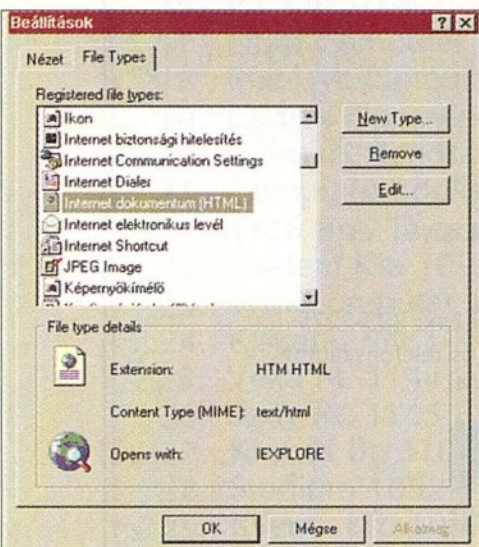 Beállítások
Nézet File Types
Registered file types:
Ikon
Internet biztonsági hitelesítés
Internet Communication Settings
Internet Dialer
Internet dokumentum (HTML)
Internet elektronikus levél
Internet Shortcut
JPEG Image
Képernyőkímélő
New Type...
Remove
Edit...
File type details
Extension: HTM HTML
Content Type (MIME): text/html
Opens with: IEXPLORE
OK Mégse Alkalmaz